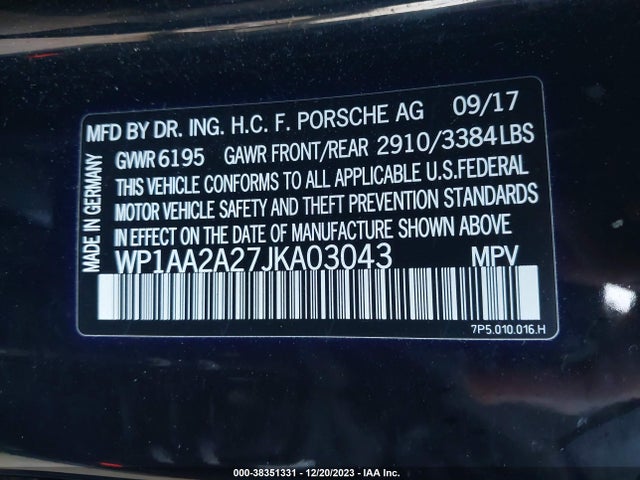 MADE IN GERMANY
MFD BY DR. ING. H.C. F. PORSCHE AG 09/17
GVWR 6195 GAWR FRONT/REAR 2910/3384 LBS
THIS VEHICLE CONFORMS TO ALL APPLICABLE U.S.FEDERAL
MOTOR VEHICLE SAFETY AND THEFT PREVENTION STANDARDS
IN EFFECT ON THE DATE OF MANUFACTURE SHOWN ABOVE
WP1AA2A27JKA03043 MPV
7P5.010.016.H
000-38351331 - 12/20/2023 - IAA Inc.